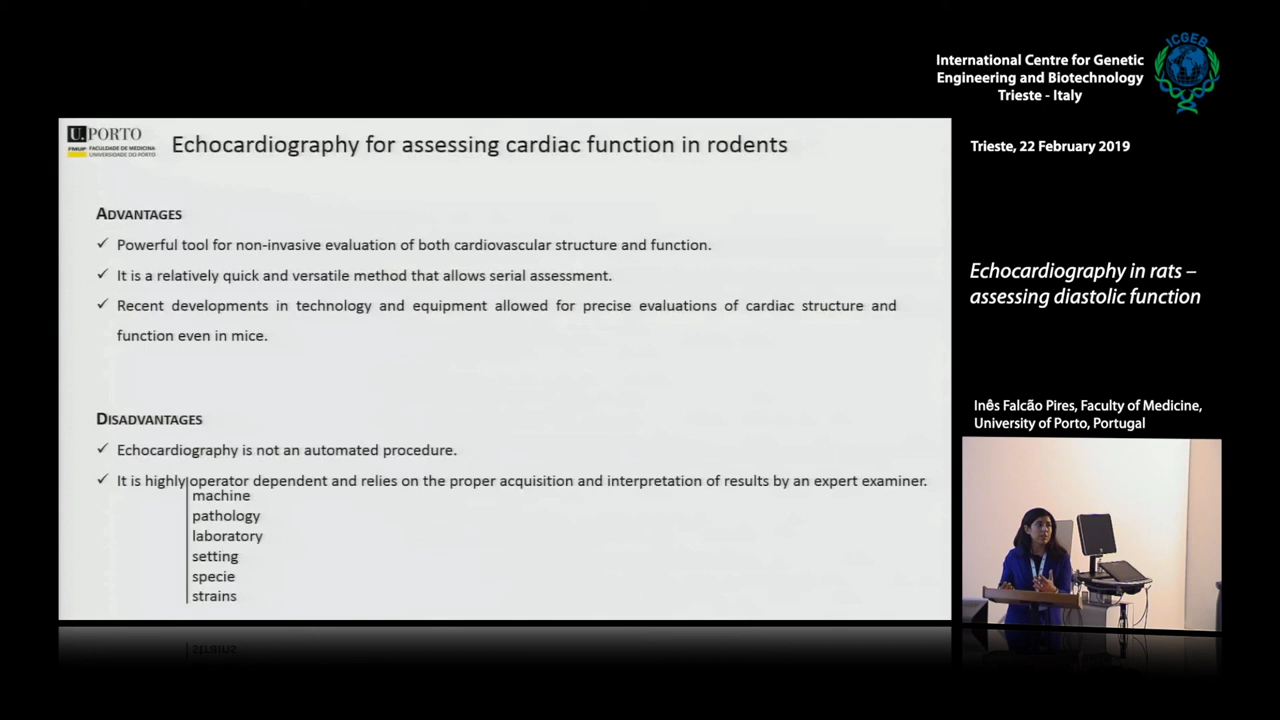 International Centre for Genetic
Engineering and Biotechnology
Trieste - Italy
ICGEB
Trieste, 22 February 2019
U. PORTO
FMUP FACULDADE DE MEDICINA
UNIVERSIDADE DO PORTO
Echocardiography for assessing cardiac function in rodents
ADVANTAGES
✓ Powerful tool for non-invasive evaluation of both cardiovascular structure and function.
✓ It is a relatively quick and versatile method that allows serial assessment.
✓ Recent developments in technology and equipment allowed for precise evaluations of cardiac structure and
function even in mice.
DISADVANTAGES
✓ Echocardiography is not an automated procedure.
✓ It is highly operator dependent and relies on the proper acquisition and interpretation of results by an expert examiner.
machine
pathology
laboratory
setting
specie
strains
Echocardiography in rats –
assessing diastolic function
Inês Falcão Pires, Faculty of Medicine,
University of Porto, Portugal